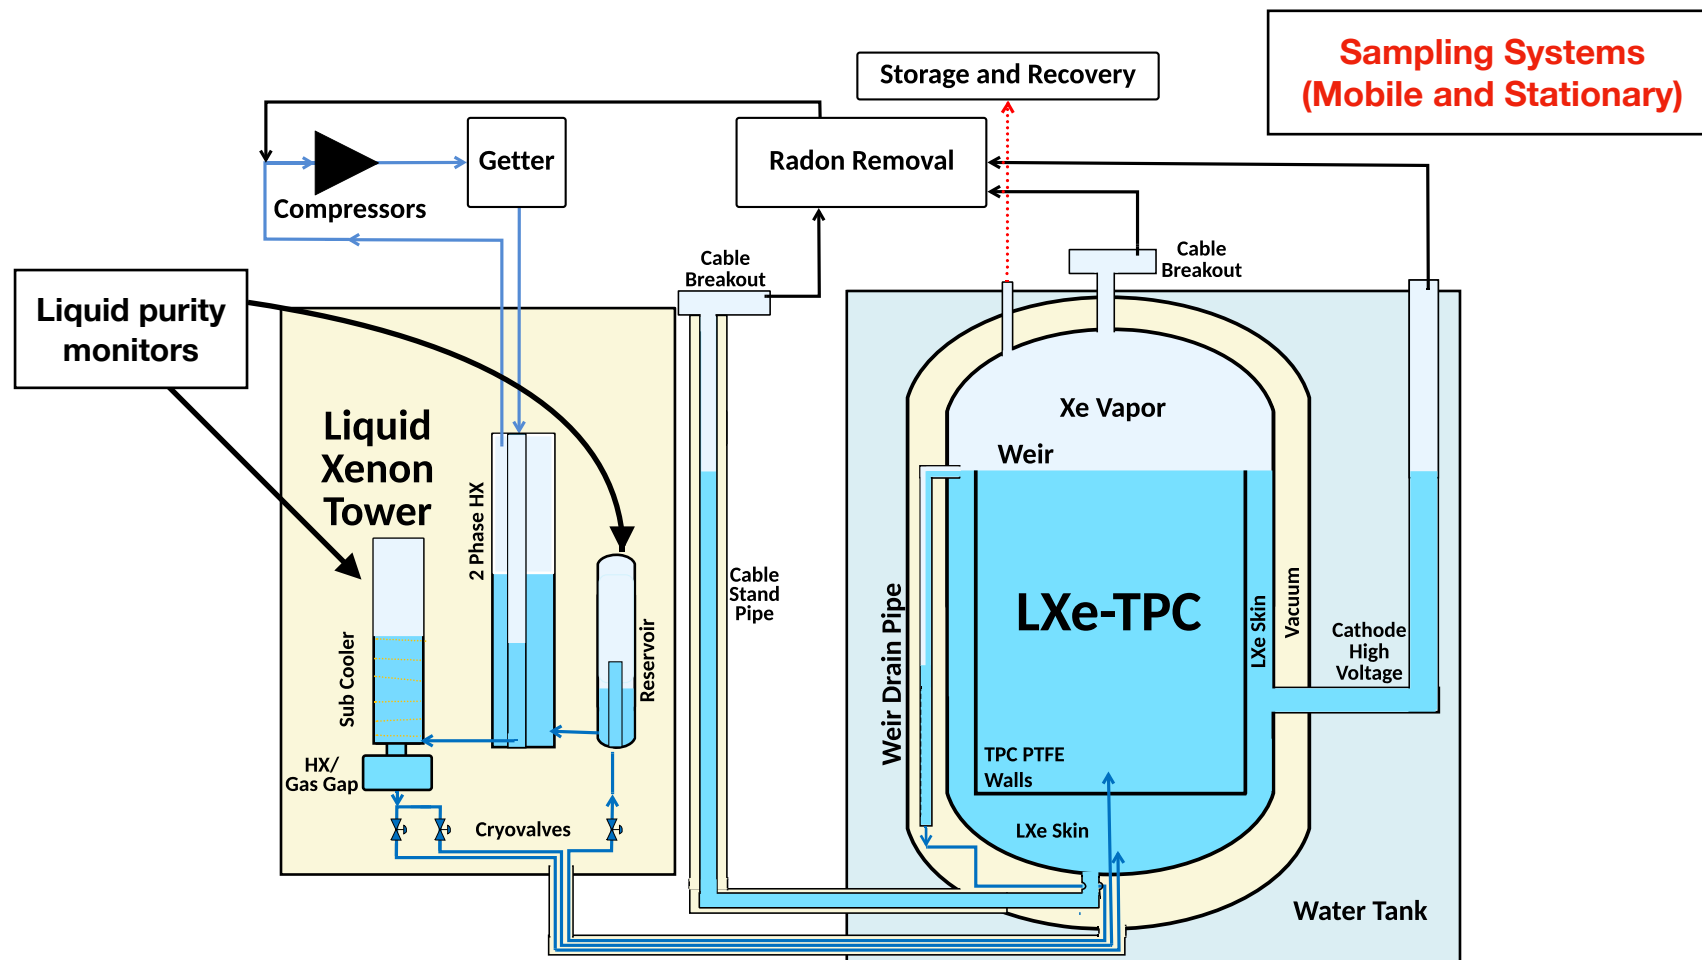 Sampling Systems
(Mobile and Stationary)
Storage and Recovery
Getter
Radon Removal
Compressors
Cable
Breakout
Cable
Breakout
Liquid purity
monitors
Liquid
Xenon
Tower
2 Phase HX
Sub Cooler
Reservoir
HX/
Gas Gap
Cryovalves
Cable
Stand
Pipe
Xe Vapor
Weir
Weir Drain Pipe
LXe-TPC
LXe Skin
Vacuum
Cathode
High
Voltage
TPC PTFE
Walls
LXe Skin
Water Tank